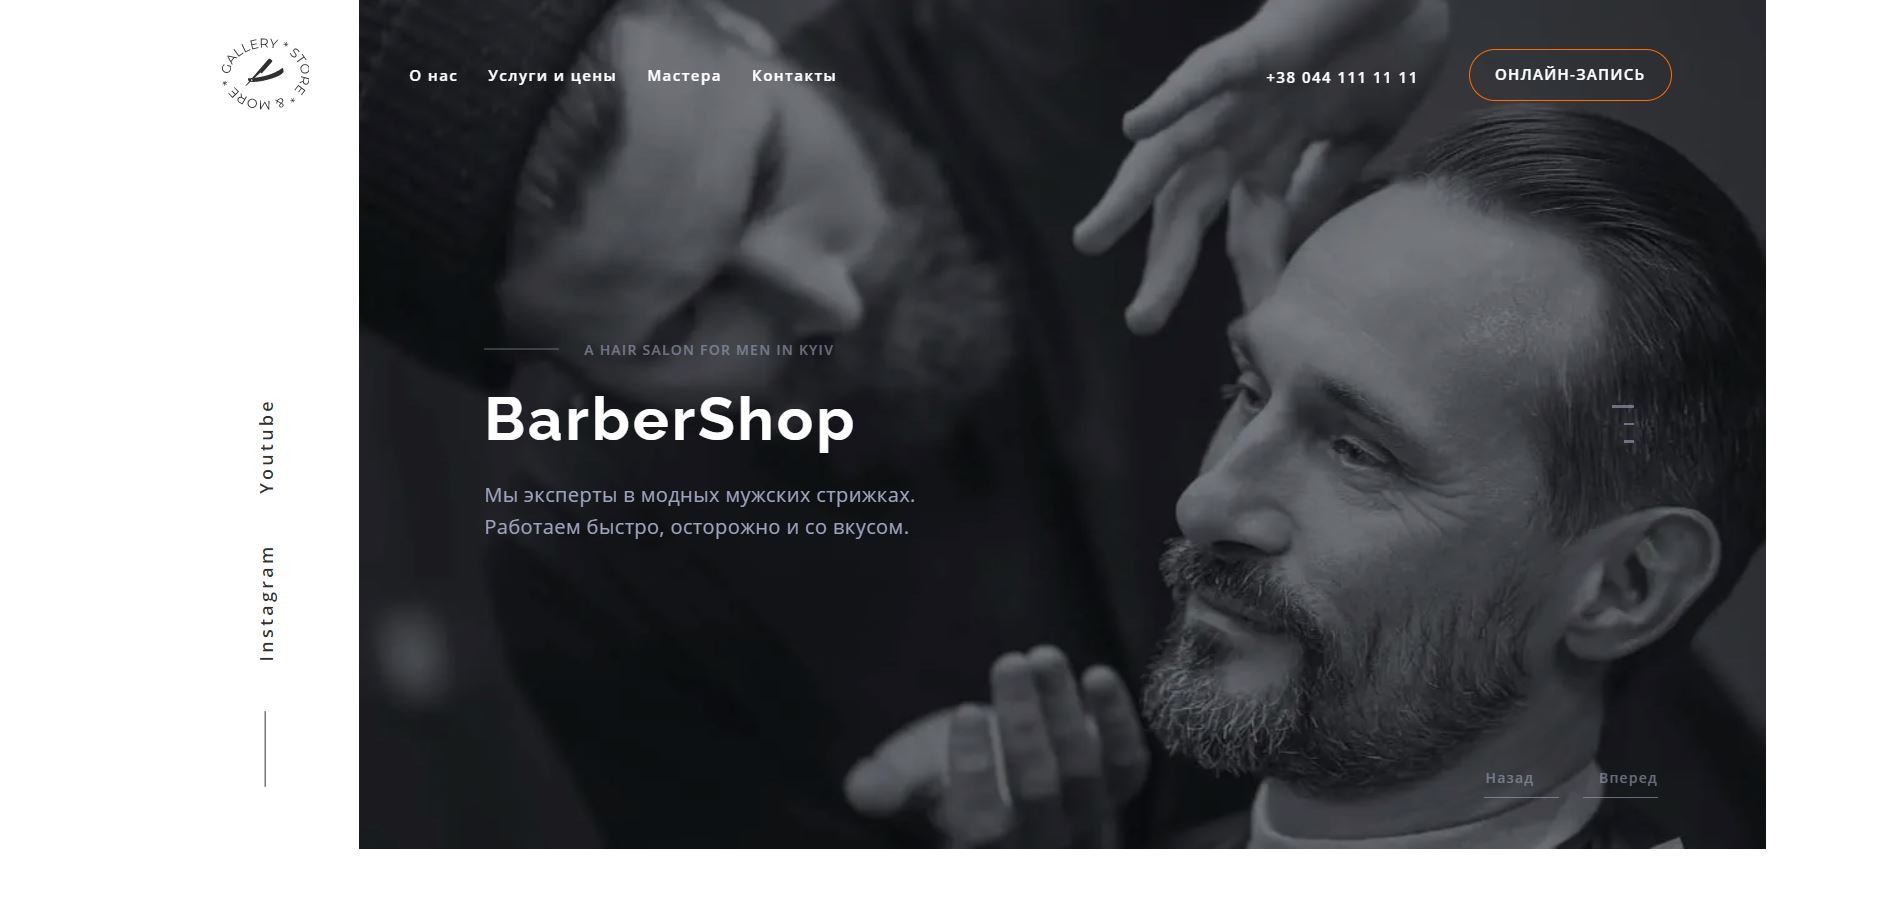 GALLERY * STORE * & MORE *
О нас
Услуги и цены
Мастера
Контакты
+38 044 111 11 11
ОНЛАЙН-ЗАПИСЬ
A HAIR SALON FOR MEN IN KYIV
BarberShop
Мы эксперты в модных мужских стрижках.
Работаем быстро, осторожно и со вкусом.
Youtube
Instagram
Назад
Вперед